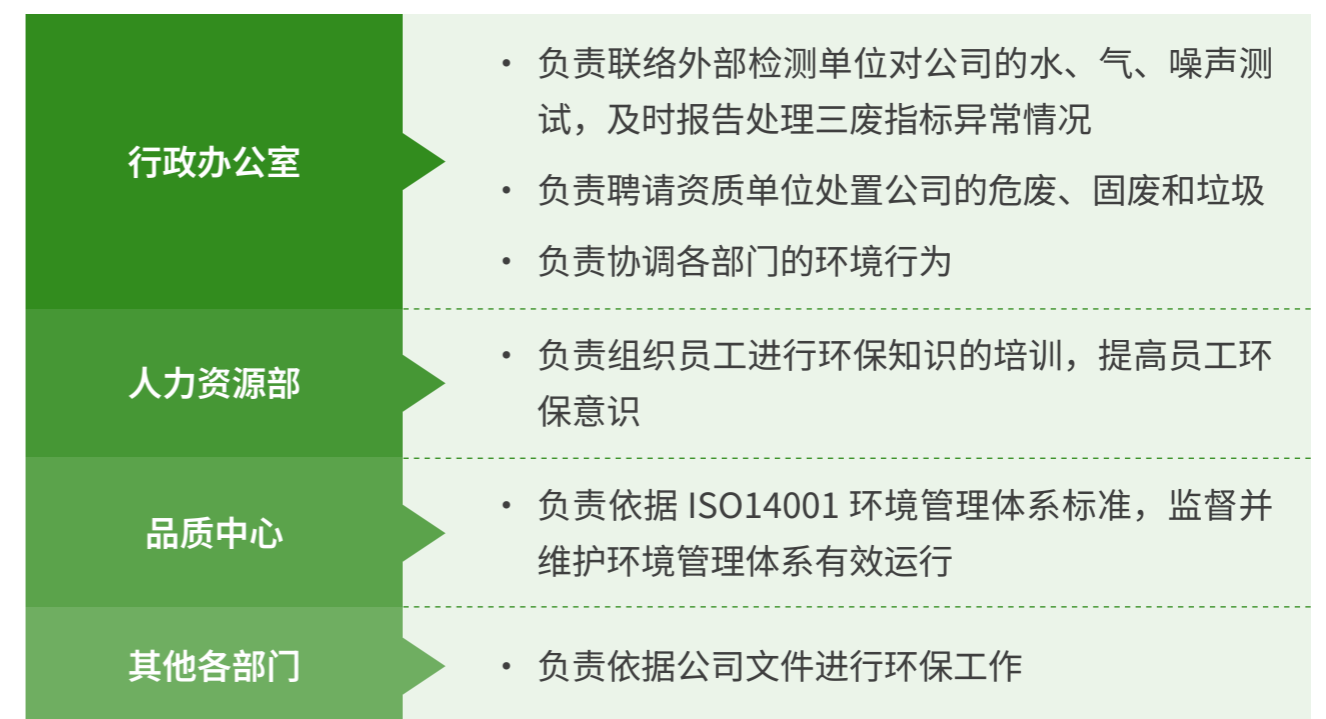 行政办公室
• 负责联络外部检测单位对公司的水、气、噪声测
试，及时报告处理三废指标异常情况
• 负责聘请资质单位处置公司的危废、固废和垃圾
• 负责协调各部门的环境行为
人力资源部
• 负责组织员工进行环保知识的培训，提高员工环
保意识
品质中心
• 负责依据 ISO14001 环境管理体系标准，监督并
维护环境管理体系有效运行
其他各部门
• 负责依据公司文件进行环保工作